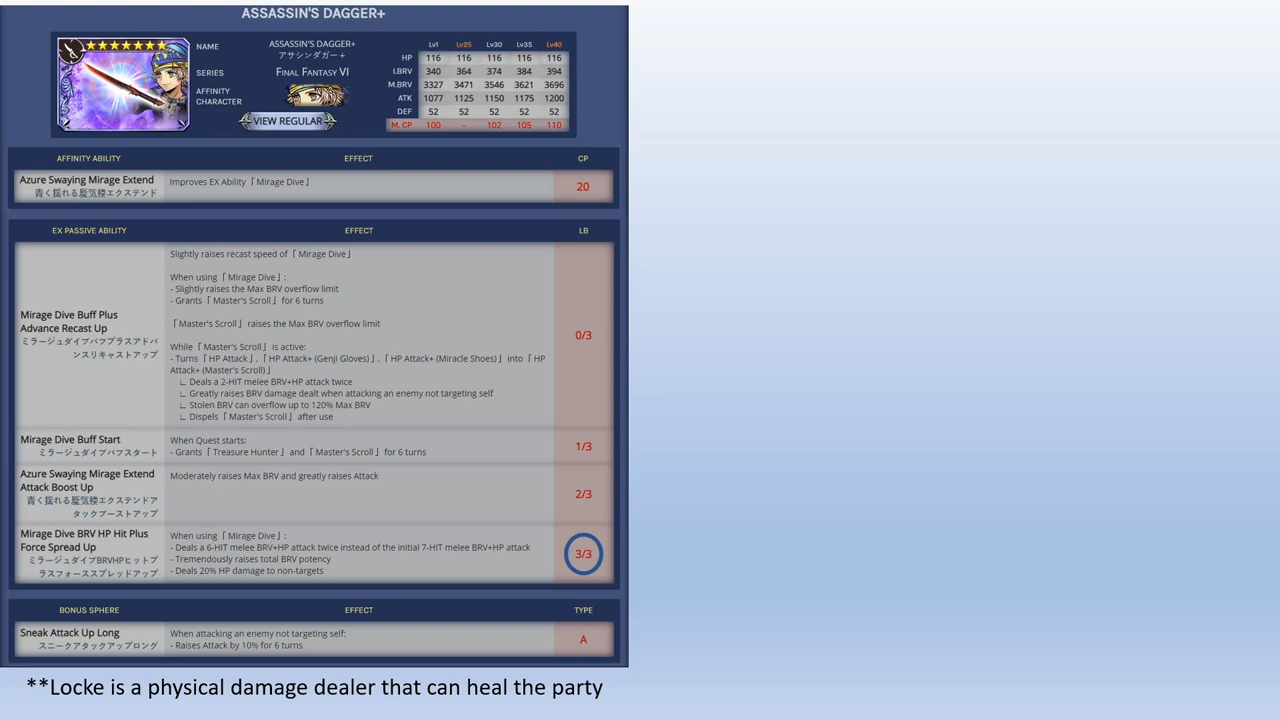 ASSASSIN'S DAGGER+
NAME
ASSASSIN'S DAGGER+
アサシンダガー＋
SERIES
FINAL FANTASY VI
AFFINITY
CHARACTER
VIEW REGULAR
Lv1 Lv25 Lv30 Lv35 Lv40
HP 116 116 116 116 116
I.BRV 340 364 374 384 394
M.BRV 3327 3471 3546 3621 3696
ATK 1077 1125 1150 1175 1200
DEF 52 52 52 52 52
M. CP 100 - 102 105 110
AFFINITY ABILITY EFFECT CP
Azure Swaying Mirage Extend
青く揺れる蜃気楼エクステンド
Improves EX Ability「Mirage Dive」
20
EX PASSIVE ABILITY EFFECT LB
Mirage Dive Buff Plus
Advance Recast Up
ミラージュダイブバフプラスアドバ
ンスリキャストアップ
Slightly raises recast speed of「Mirage Dive」
When using「Mirage Dive」:
- Slightly raises the Max BRV overflow limit
- Grants「Master's Scroll」for 6 turns
「Master's Scroll」raises the Max BRV overflow limit
While「Master's Scroll」is active:
- Turns「HP Attack」,「HP Attack+ (Genji Gloves)」,「HP Attack+ (Miracle Shoes)」into「HP
Attack+ (Master's Scroll)」
∟ Deals a 2-HIT melee BRV+HP attack twice
∟ Greatly raises BRV damage dealt when attacking an enemy not targeting self
∟ Stolen BRV can overflow up to 120% Max BRV
∟ Dispels「Master's Scroll」after use
0/3
Mirage Dive Buff Start
ミラージュダイブバフスタート
When Quest starts:
- Grants「Treasure Hunter」and「Master's Scroll」for 6 turns
1/3
Azure Swaying Mirage Extend
Attack Boost Up
青く揺れる蜃気楼エクステンドア
タックブーストアップ
Moderately raises Max BRV and greatly raises Attack
2/3
Mirage Dive BRV HP Hit Plus
Force Spread Up
ミラージュダイブBRVHPヒットプ
ラスフォーススプレッドアップ
When using「Mirage Dive」:
- Deals a 6-HIT melee BRV+HP attack twice instead of the initial 7-HIT melee BRV+HP attack
- Tremendously raises total BRV potency
- Deals 20% HP damage to non-targets
3/3
BONUS SPHERE EFFECT TYPE
Sneak Attack Up Long
スニークアタックアップロング
When attacking an enemy not targeting self:
- Raises Attack by 10% for 6 turns
A
**Locke is a physical damage dealer that can heal the party